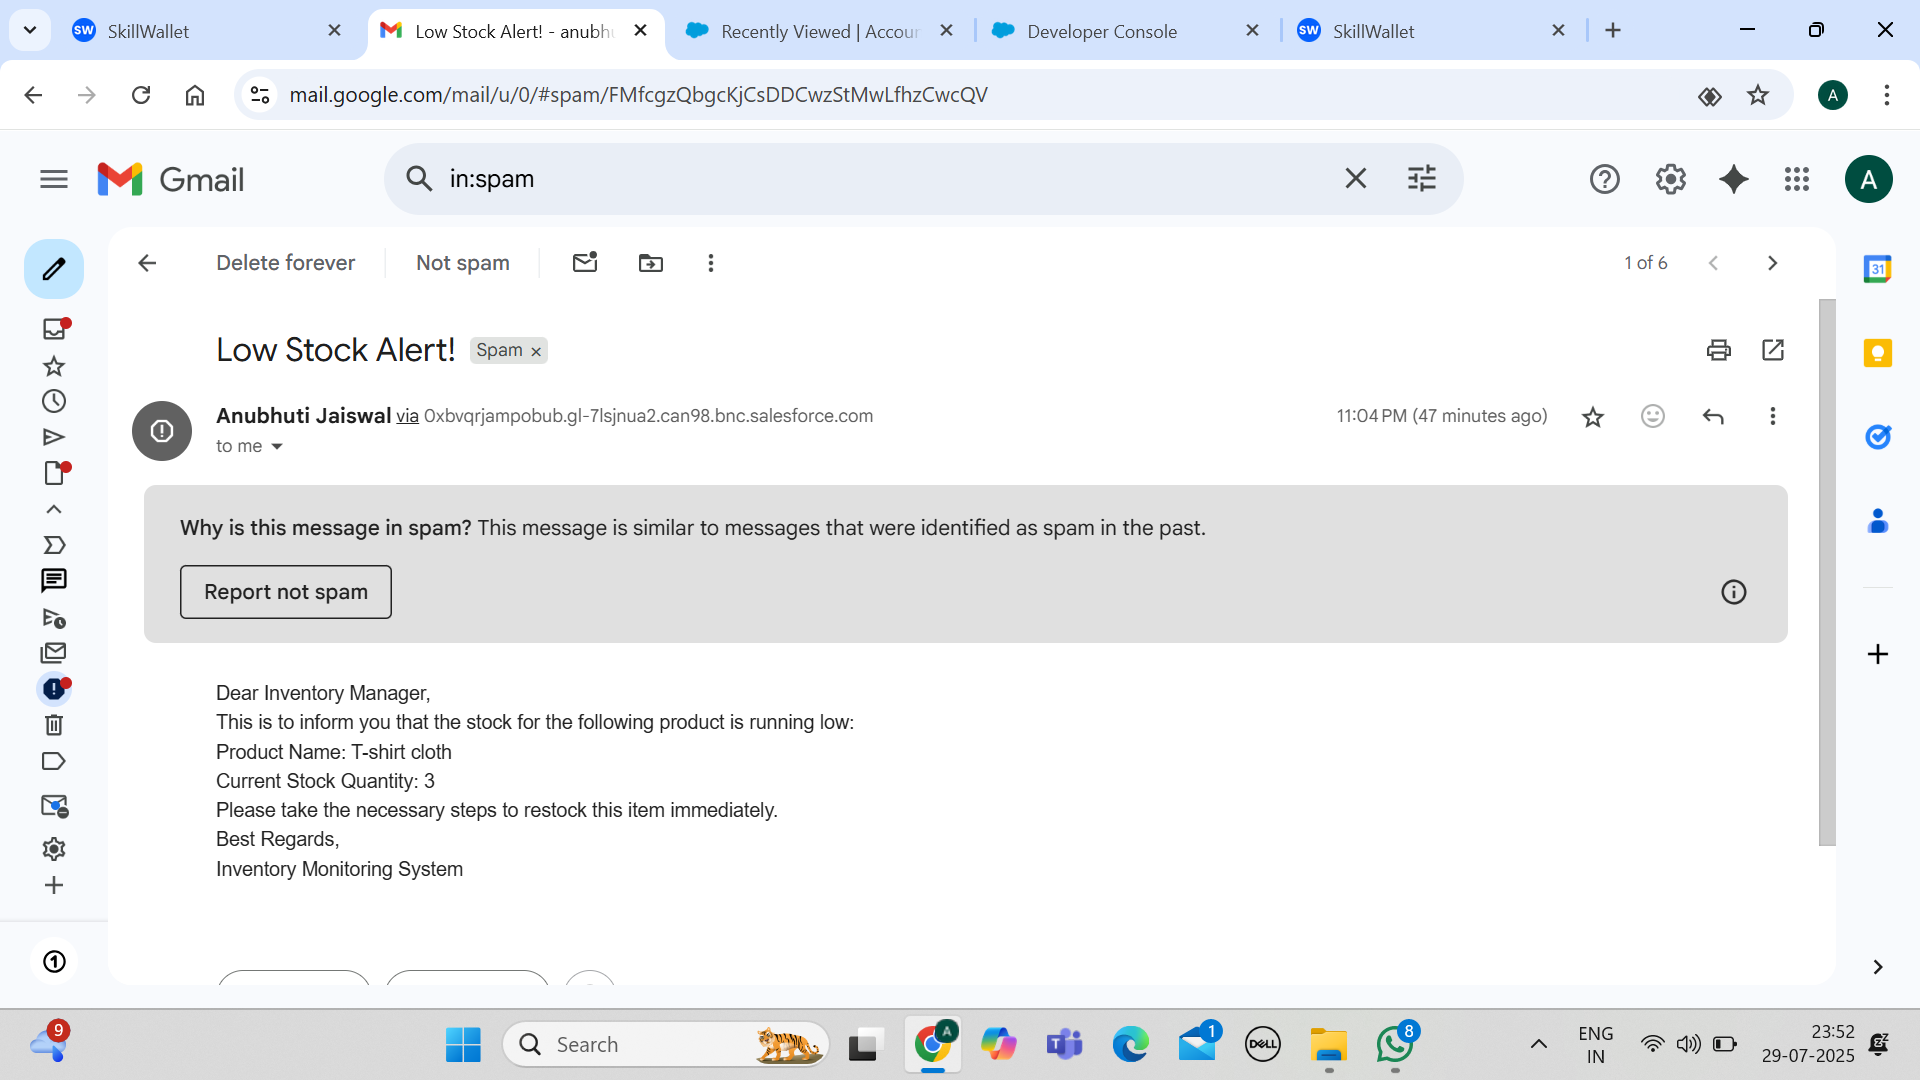 SW SkillWallet
Low Stock Alert! - anubhu
Recently Viewed | Accour
Developer Console
SW SkillWallet
mail.google.com/mail/u/0/#spam/FMfcgzQbgcKjCsDDCwzStMwLfhzCwcQV
A
Gmail
in:spam
A
Delete forever
Not spam
1 of 6
31
Low Stock Alert!
Spam ×
Anubhuti Jaiswal via 0xbvqrjampobub.gl-7lsjnua2.can98.bnc.salesforce.com
11:04 PM (47 minutes ago)
to me
Why is this message in spam? This message is similar to messages that were identified as spam in the past.
Report not spam
Dear Inventory Manager,
This is to inform you that the stock for the following product is running low:
Product Name: T-shirt cloth
Current Stock Quantity: 3
Please take the necessary steps to restock this item immediately.
Best Regards,
Inventory Monitoring System
1
9
Search
A
DELL
1
8
ENG
IN
23:52
29-07-2025